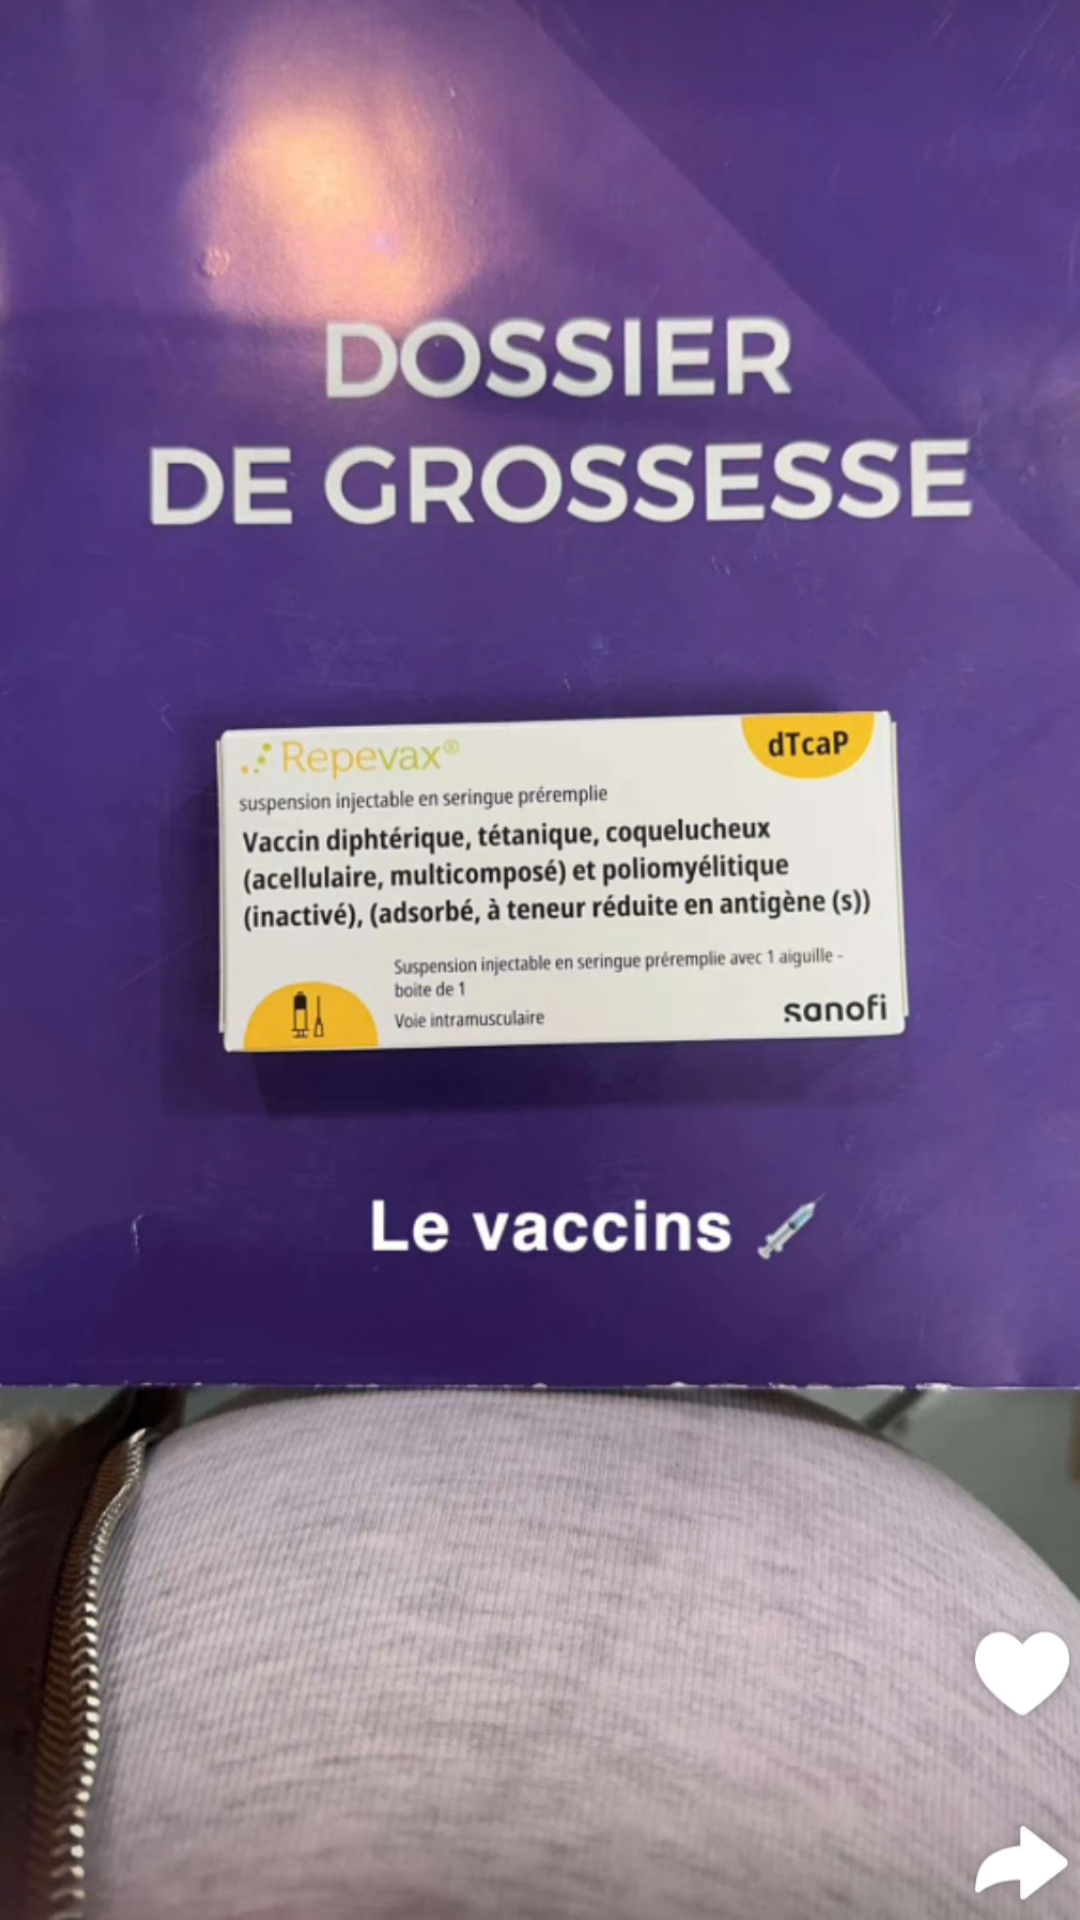 DOSSIER
DE GROSSESSE
Repevax®
dTcaP
suspension injectable en seringue préremplie
Vaccin diphtérique, tétanique, coquelucheux
(acellulaire, multicomposé) et poliomyélitique
(inactivé), (adsorbé, à teneur réduite en antigène (s))
Suspension injectable en seringue préremplie avec 1 aiguille -
boite de 1
Voie intramusculaire
sanofi
Le vaccins